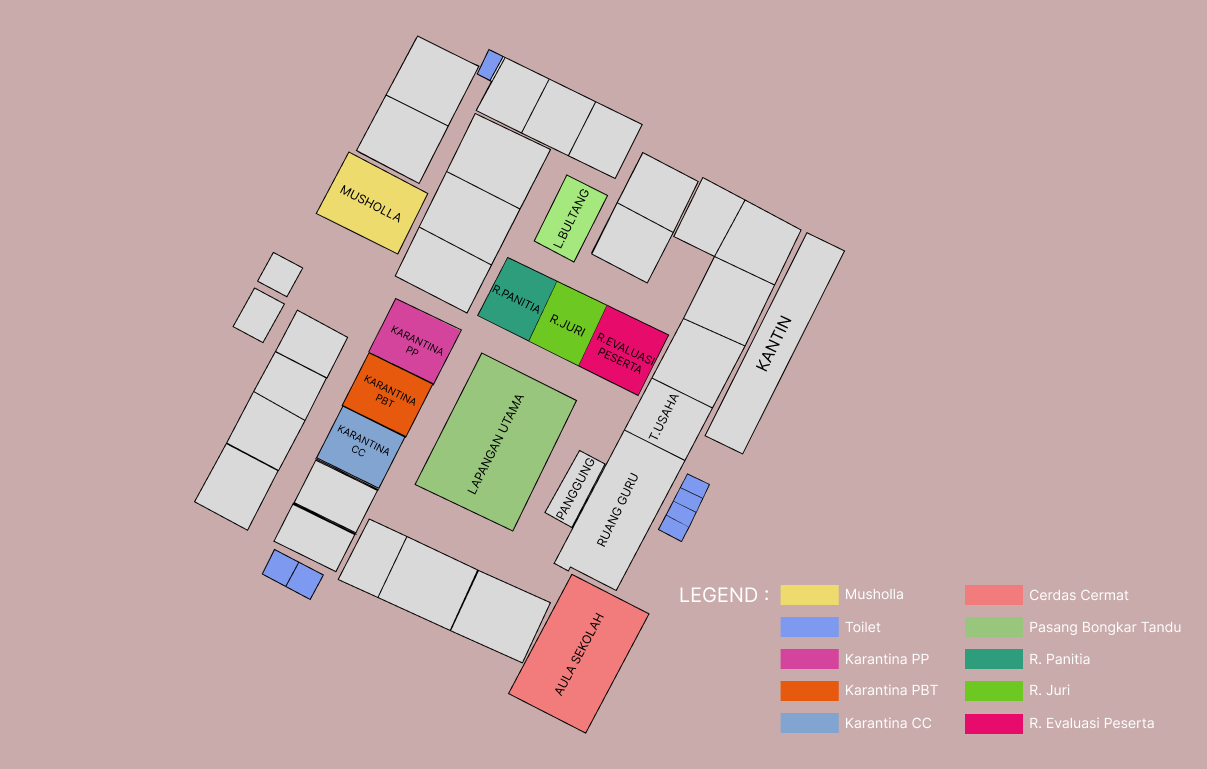 MUSHOLLA
L.BULTANG
R.PANITIA
R.JURI
R.EVALUASI
PESERTA
KARANTINA
PP
KARANTINA
PBT
KARANTINA
CC
LAPANGAN UTAMA
KANTIN
T.USAHA
PANGGUNG
RUANG GURU
AULA SEKOLAH
LEGEND :
Musholla
Toilet
Karantina PP
Karantina PBT
Karantina CC
Cerdas Cermat
Pasang Bongkar Tandu
R. Panitia
R. Juri
R. Evaluasi Peserta